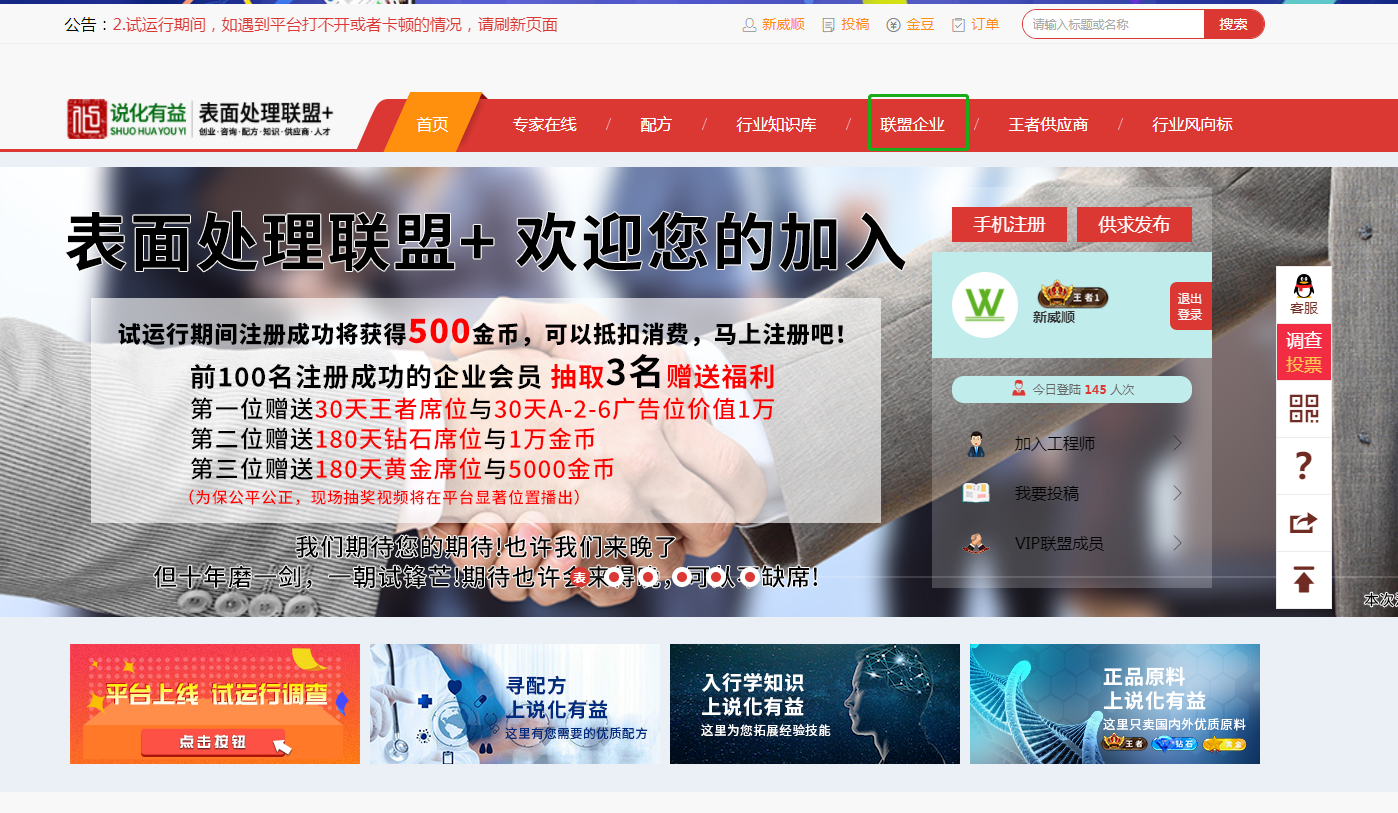 公告：2.试运行期间，如遇到平台打不开或者卡顿的情况，请刷新页面
新威顺 投稿 金豆 订单 请输入标题或名称 搜索
说化有益 表面处理联盟+
SHUO HUA YOU YI 创业·咨询·配方·知识·供应商·人才
首页 专家在线 / 配方 / 行业知识库 / 联盟企业 / 王者供应商 / 行业风向标
表面处理联盟+ 欢迎您的加入
试运行期间注册成功将获得500金币，可以抵扣消费，马上注册吧！
前100名注册成功的企业会员 抽取3名赠送福利
第一位赠送30天王者席位与30天A-2-6广告位价值1万
第二位赠送180天钻石席位与1万金币
第三位赠送180天黄金席位与5000金币
（为保公平公正，现场抽奖视频将在平台显著位置播出）
我们期待您的期待!也许我们来晚了
但十年磨一剑，一朝试锋芒!期待也许会来得晚，可从不缺席!
表
手机注册 供求发布
W
王者1
新威顺
退出
登录
今日登陆 145 人次
加入工程师
我要投稿
VIP联盟成员
客服
调查
投票
?
本次
平台上线 试运行调查
点击按钮
寻配方
上说化有益
这里有您需要的优质配方
入行学知识
上说化有益
这里为您拓展经验技能
正品原料
上说化有益
这里只卖国内外优质原料
王者 钻石 黄金